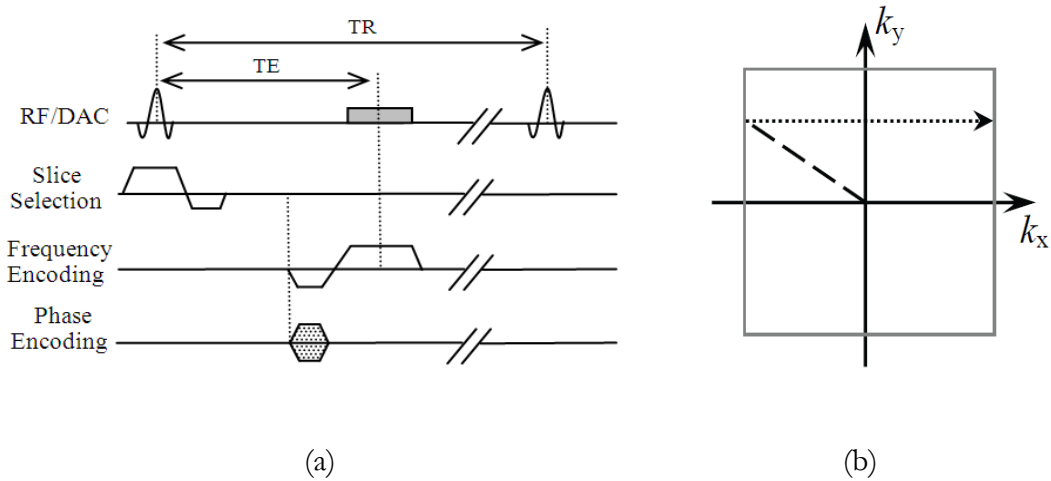 TR
TE
RF/DAC
Slice
Selection
Frequency
Encoding
Phase
Encoding
(a)
ky
kx
(b)